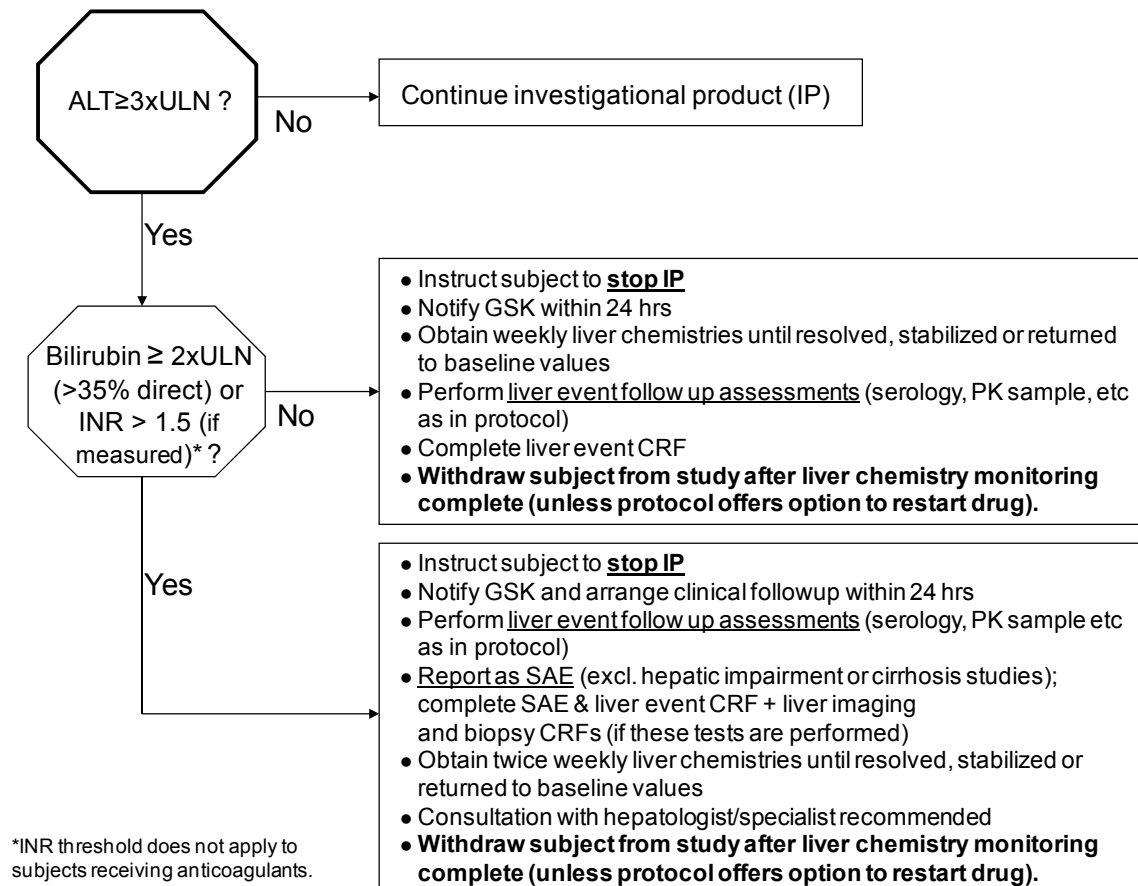 ALT≥3xULN ?
No
Continue investigational product (IP)
Yes
Bilirubin ≥ 2xULN
(>35% direct) or
INR > 1.5 (if
measured)* ?
No
● Instruct subject to stop IP
● Notify GSK within 24 hrs
● Obtain weekly liver chemistries until resolved, stabilized or returned
to baseline values
● Perform liver event follow up assessments (serology, PK sample, etc
as in protocol)
● Complete liver event CRF
● Withdraw subject from study after liver chemistry monitoring
complete (unless protocol offers option to restart drug).
Yes
● Instruct subject to stop IP
● Notify GSK and arrange clinical followup within 24 hrs
● Perform liver event follow up assessments (serology, PK sample etc
as in protocol)
● Report as SAE (excl. hepatic impairment or cirrhosis studies);
complete SAE & liver event CRF + liver imaging
and biopsy CRFs (if these tests are performed)
● Obtain twice weekly liver chemistries until resolved, stabilized or
returned to baseline values
● Consultation with hepatologist/specialist recommended
● Withdraw subject from study after liver chemistry monitoring
complete (unless protocol offers option to restart drug).
*INR threshold does not apply to
subjects receiving anticoagulants.